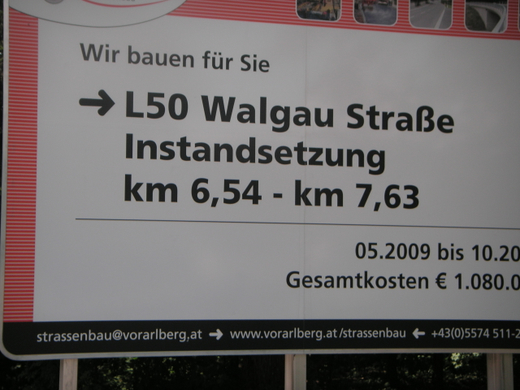 Wir bauen für Sie
➔ L50 Walgau Straße
Instandsetzung
km 6,54 - km 7,63
05.2009 bis 10.20
Gesamtkosten € 1.080.0
strassenbau@vorarlberg.at ➔ www.vorarlberg.at/strassenbau ← +43(0)5574 511-2